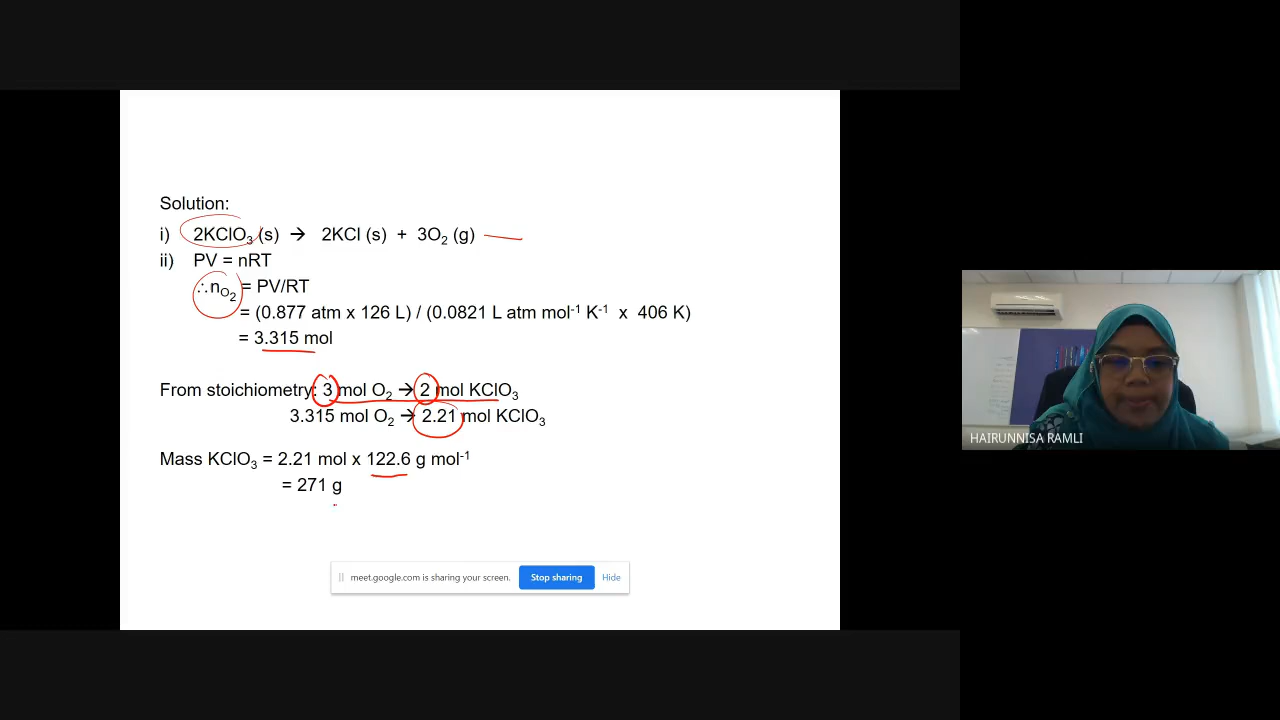 Solution:
i) 2KClO₃ (s) → 2KCl (s) + 3O₂ (g)
ii) PV = nRT
∴n_O₂ = PV/RT
= (0.877 atm x 126 L) / (0.0821 L atm mol⁻¹ K⁻¹ x 406 K)
= 3.315 mol
From stoichiometry: 3 mol O₂ → 2 mol KClO₃
3.315 mol O₂ → 2.21 mol KClO₃
Mass KClO₃ = 2.21 mol x 122.6 g mol⁻¹
= 271 g
HAIRUNNISA RAMLI
meet.google.com is sharing your screen. Stop sharing Hide